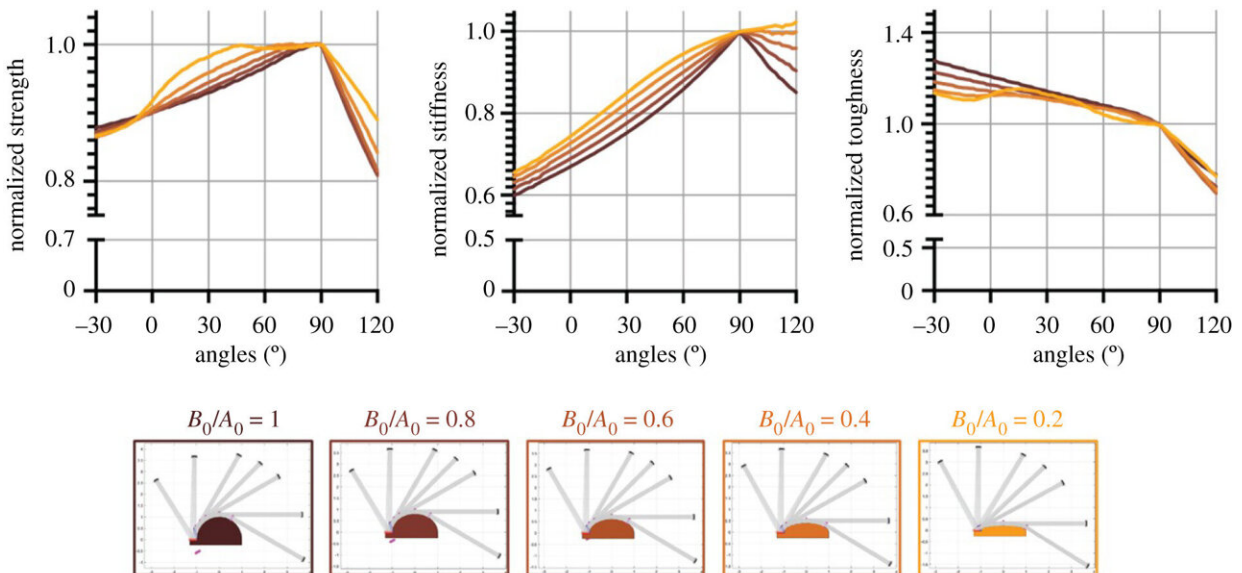 normalized strength
1.0
0.8
0.7
0
–30 0 30 60 90 120
angles (º)
normalized stiffness
1.0
0.8
0.6
0.5
0
–30 0 30 60 90 120
angles (º)
normalized toughness
1.4
1.0
0.6
0.5
0
–30 0 30 60 90 120
angles (º)
B₀/A₀ = 1
B₀/A₀ = 0.8
B₀/A₀ = 0.6
B₀/A₀ = 0.4
B₀/A₀ = 0.2